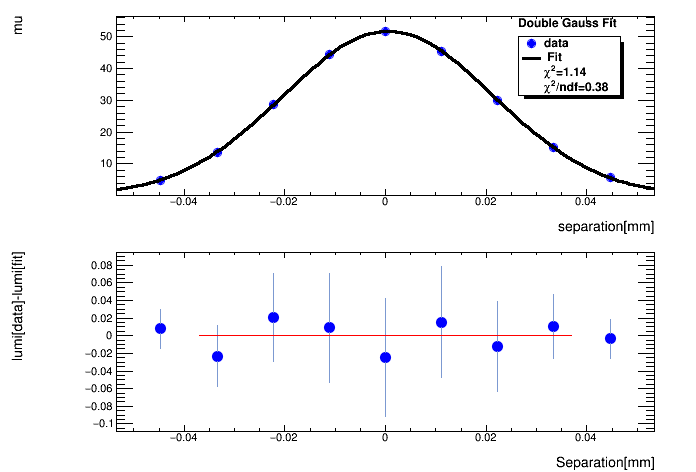 Double Gauss Fit
mu
data
Fit
χ²=1.14
χ²/ndf=0.38
50
40
30
20
10
−0.04 −0.02 0 0.02 0.04
separation[mm]
lumi[data]-lumi[fit]
0.08
0.06
0.04
0.02
0
−0.02
−0.04
−0.06
−0.08
−0.1
−0.04 −0.02 0 0.02 0.04
Separation[mm]